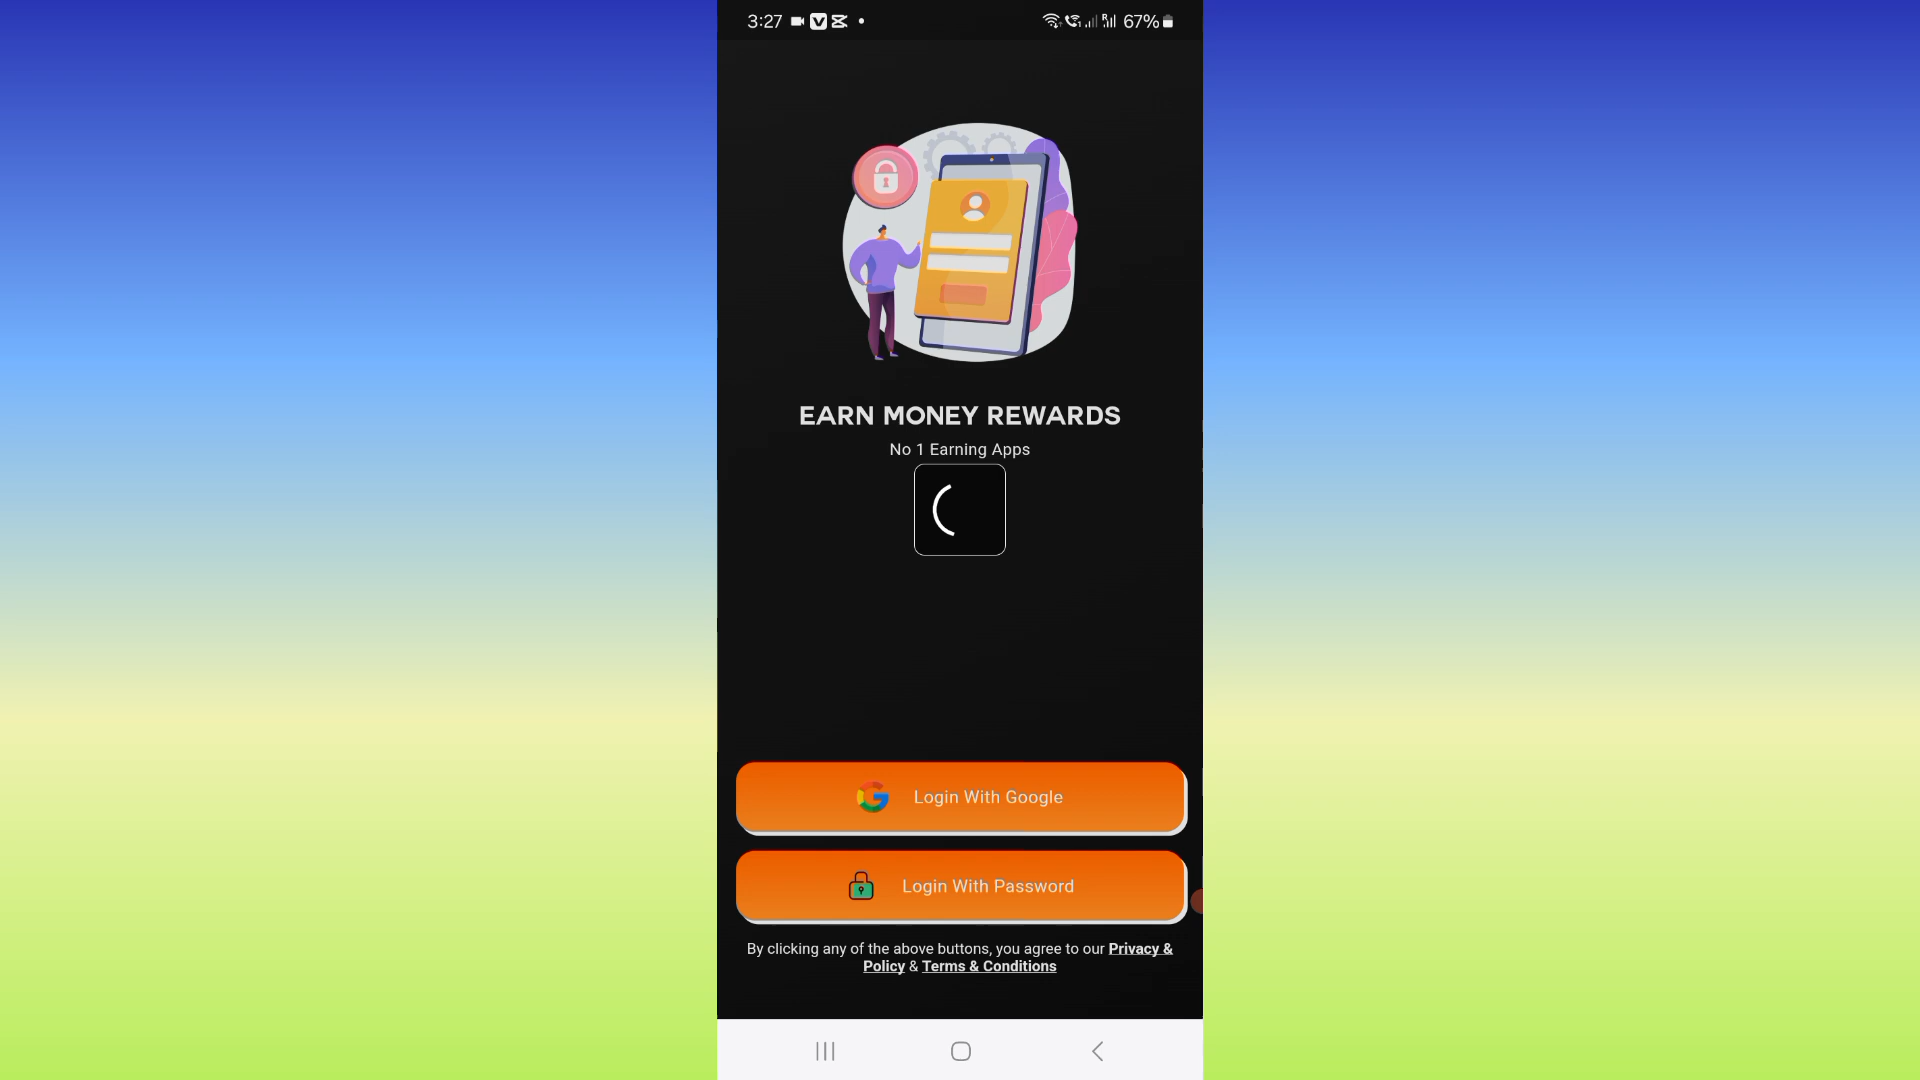 3:27
67%
EARN MONEY REWARDS
No 1 Earning Apps
Login With Google
Login With Password
By clicking any of the above buttons, you agree to our Privacy &
Policy & Terms & Conditions